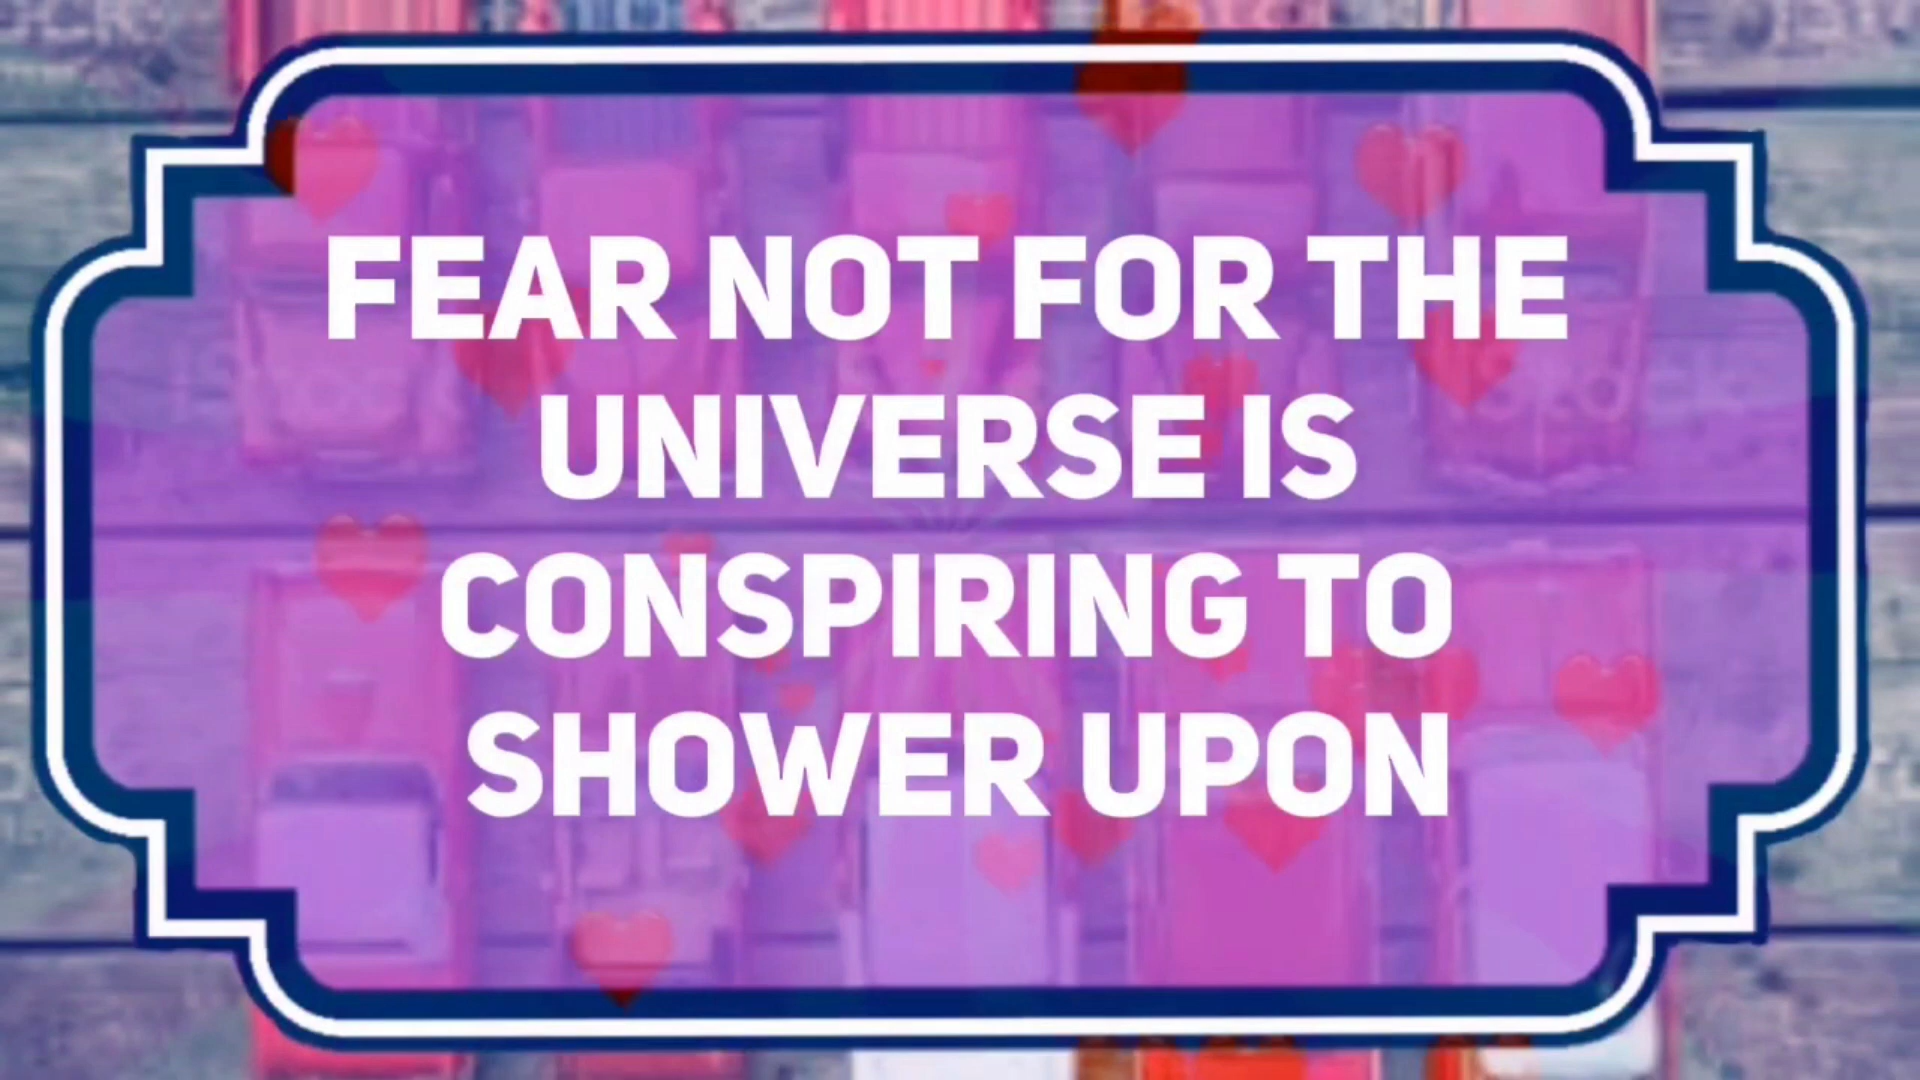 FEAR NOT FOR THE
UNIVERSE IS
CONSPIRING TO
SHOWER UPON